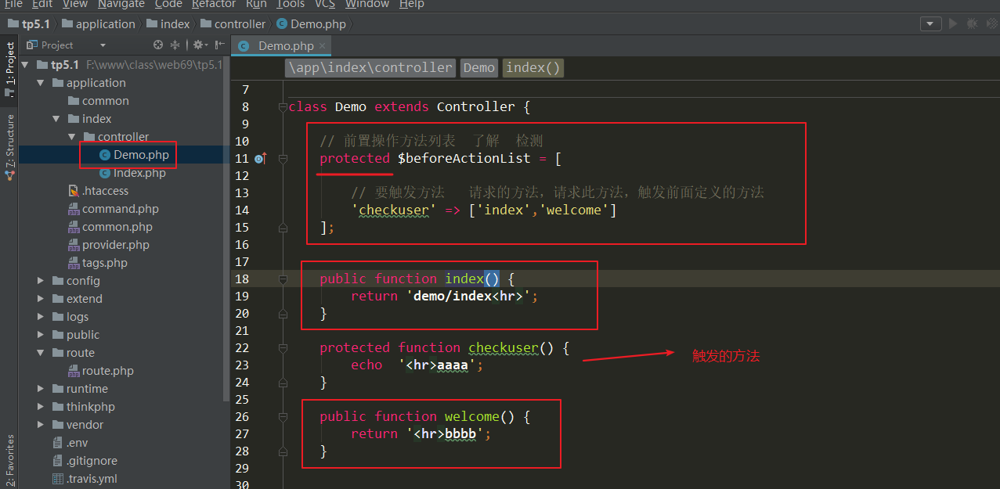 File Edit View Navigate Code Refactor Run Tools VCS Window Help
tp5.1 application index controller Demo.php
1: Project
7: Structure
2: Favorites
Project
tp5.1 F:\www\class\web69\tp5.1
application
common
index
controller
Demo.php
Index.php
.htaccess
command.php
common.php
provider.php
tags.php
config
extend
logs
public
route
route.php
runtime
thinkphp
vendor
.env
.gitignore
.travis.yml
Demo.php
\app\index\controller Demo index()
7
8 class Demo extends Controller {
9
10 // 前置操作方法列表 了解 检测
11 protected $beforeActionList = [
12
13 // 要触发方法 请求的方法，请求此方法，触发前面定义的方法
14 'checkuser' => ['index','welcome']
15 ];
16
17
18 public function index() {
19 return 'demo/index<hr>';
20 }
21
22 protected function checkuser() {
23 echo '<hr>aaaa';
24 }
25
26 public function welcome() {
27 return '<hr>bbbb';
28 }
29
30
触发的方法